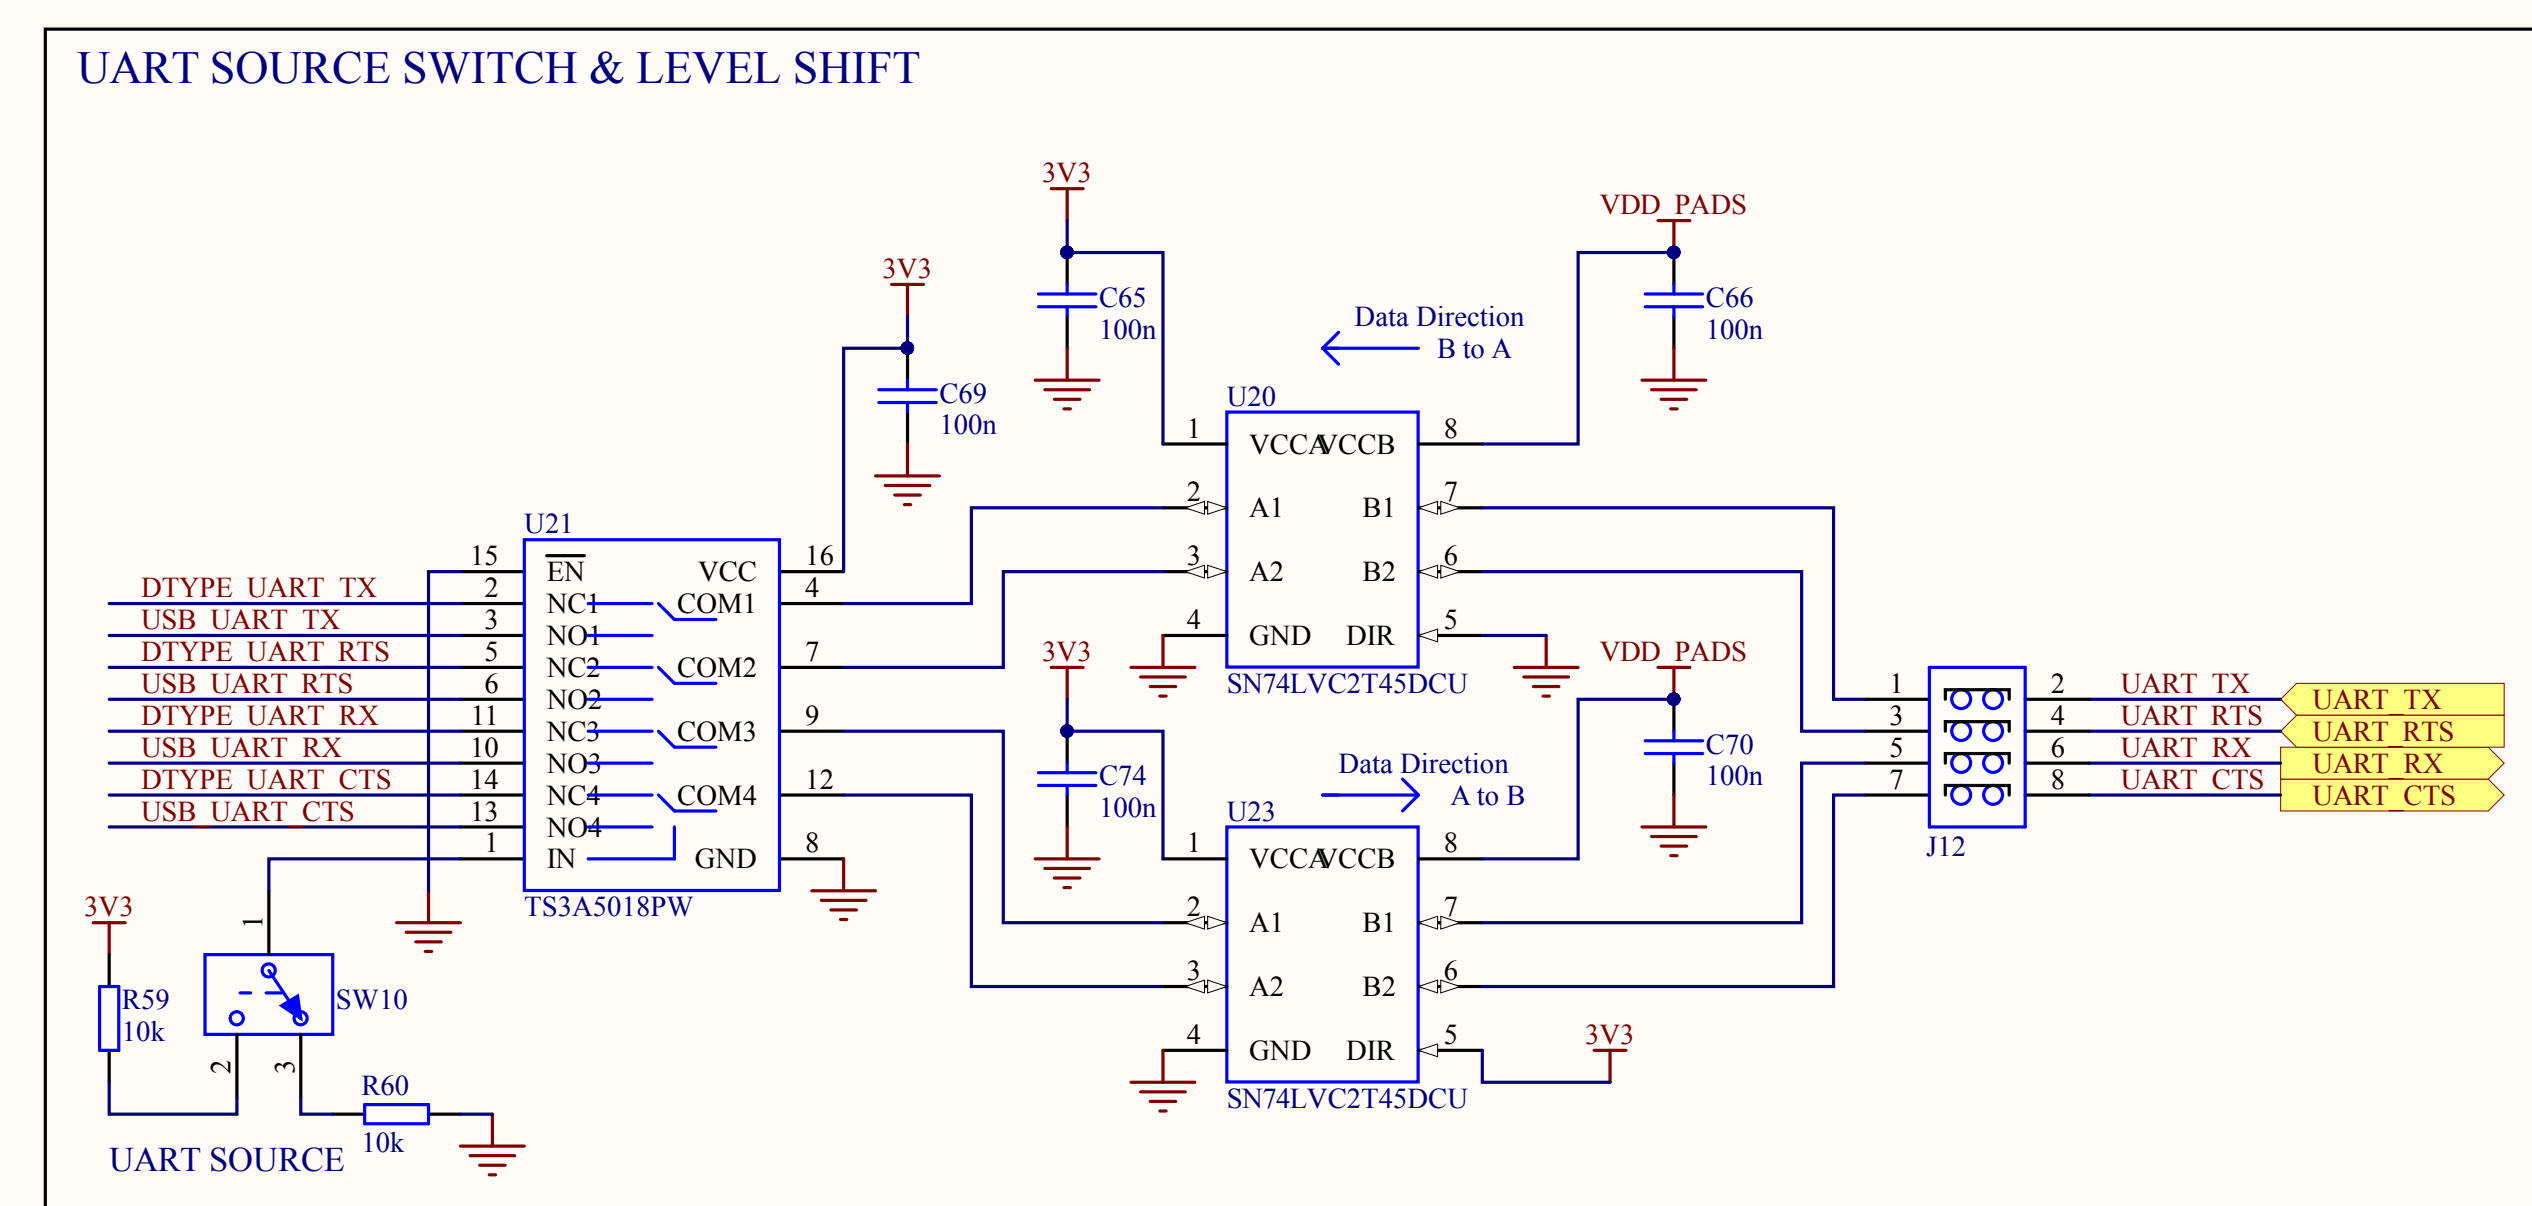 UART SOURCE SWITCH & LEVEL SHIFT
3V3
C65
100n
VDD_PADS
C66
100n
3V3
C69
100n
Data Direction
B to A
U20
1 VCCA VCCB 8
2 A1 B1 7
3 A2 B2 6
4 GND DIR 5
SN74LVC2T45DCU
U21
15 EN VCC 16
DTYPE_UART_TX 2 NC1 COM1 4
USB_UART_TX 3 NO1
DTYPE_UART_RTS 5 NC2 COM2 7
USB_UART_RTS 6 NO2
DTYPE_UART_RX 11 NC3 COM3 9
USB_UART_RX 10 NO3
DTYPE_UART_CTS 14 NC4 COM4 12
USB_UART_CTS 13 NO4
1 IN GND 8
TS3A5018PW
3V3
C74
100n
VDD_PADS
C70
100n
Data Direction
A to B
U23
1 VCCA VCCB 8
2 A1 B1 7
3 A2 B2 6
4 GND DIR 5
SN74LVC2T45DCU
3V3
1 2 UART_TX UART_TX
3 4 UART_RTS UART_RTS
5 6 UART_RX UART_RX
7 8 UART_CTS UART_CTS
J12
3V3
R59
10k
1
SW10
2
3
R60
10k
UART SOURCE